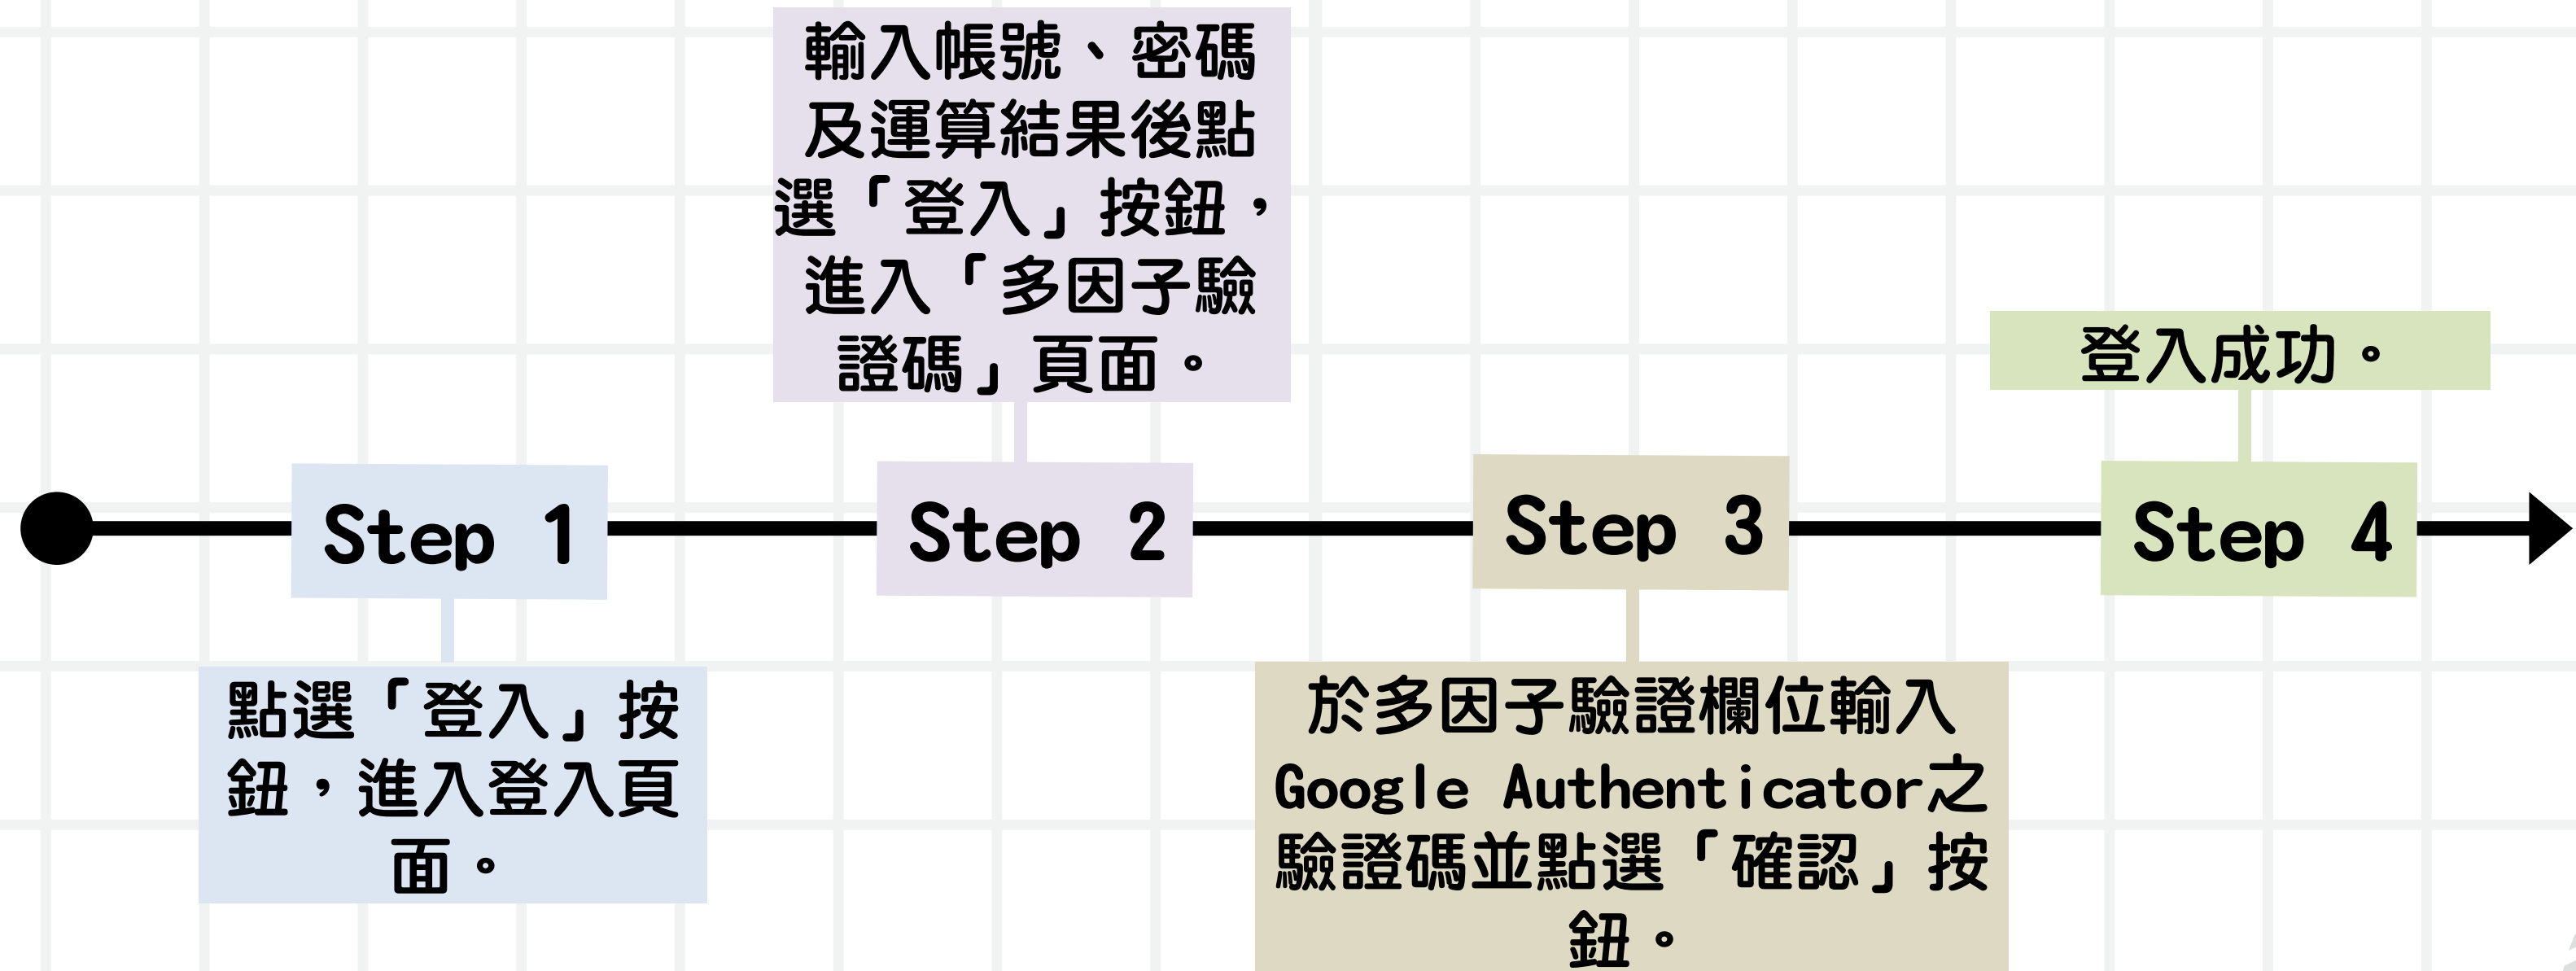 輸入帳號、密碼
及運算結果後點
選「登入」按鈕，
進入「多因子驗
證碼」頁面。
登入成功。
Step 1
Step 2
Step 3
Step 4
點選「登入」按
鈕，進入登入頁
面。
於多因子驗證欄位輸入
Google Authenticator之
驗證碼並點選「確認」按
鈕。